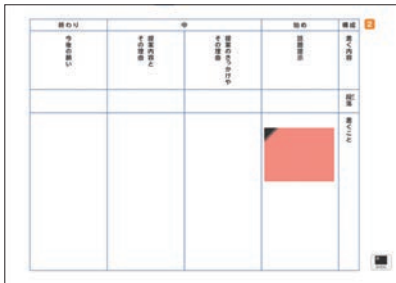 2
構成
始め
中
終わり
書く内容
話題提示
提案のきっかけや
その理由
提案内容と
その理由
今後の願い
段落
書くこと